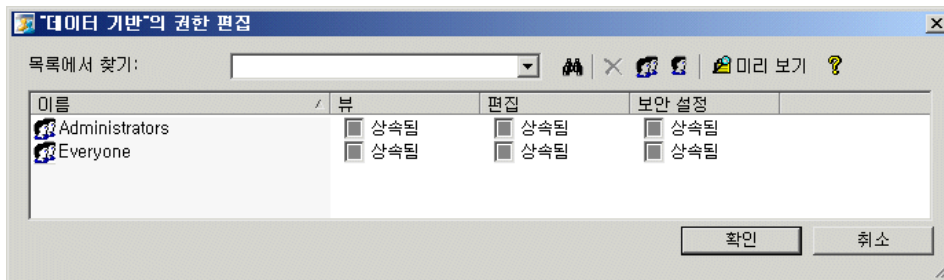 "데이터 기반"의 권한 편집
목록에서 찾기:
미리 보기
이름 뷰 편집 보안 설정
Administrators 상속됨 상속됨 상속됨
Everyone 상속됨 상속됨 상속됨
확인 취소